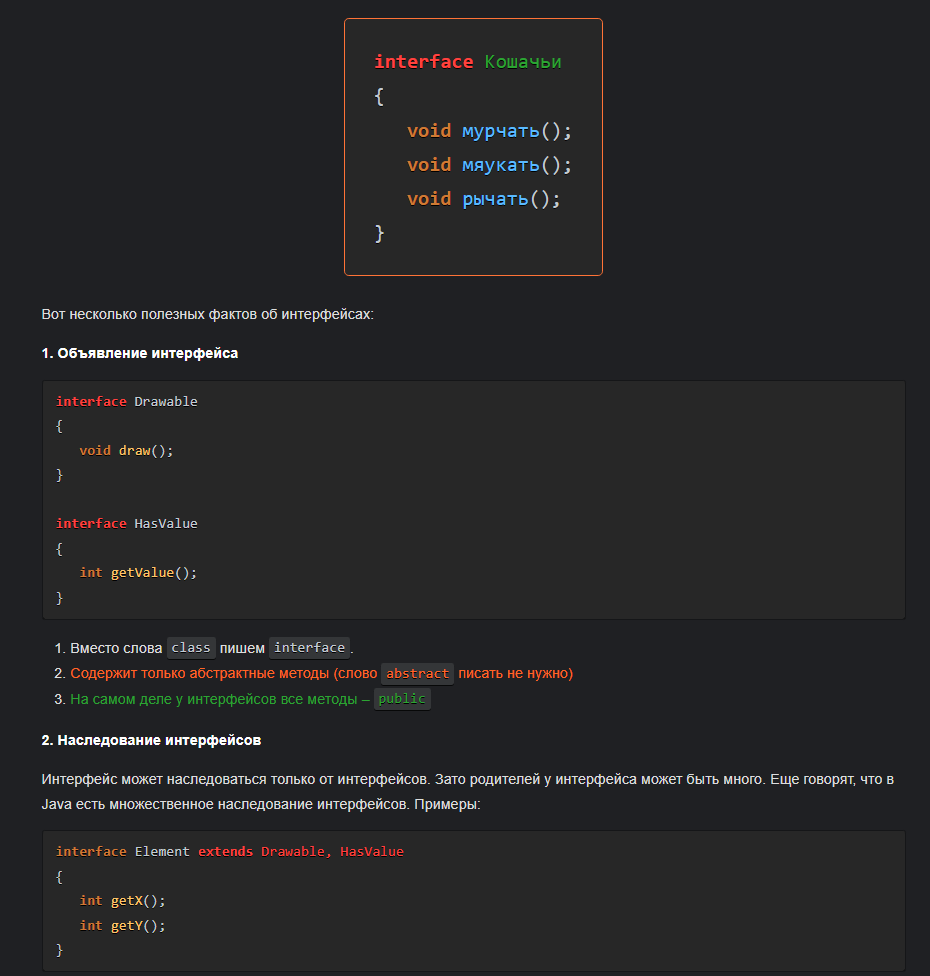 interface Кошачьи
{
void мурчать();
void мяукать();
void рычать();
}
Вот несколько полезных фактов об интерфейсах:
1. Объявление интерфейса
interface Drawable
{
void draw();
}
interface HasValue
{
int getValue();
}
1. Вместо слова class пишем interface.
2. Содержит только абстрактные методы (слово abstract писать не нужно)
3. На самом деле у интерфейсов все методы – public
2. Наследование интерфейсов
Интерфейс может наследоваться только от интерфейсов. Зато родителей у интерфейса может быть много. Еще говорят, что в
Java есть множественное наследование интерфейсов. Примеры:
interface Element extends Drawable, HasValue
{
int getX();
int getY();
}